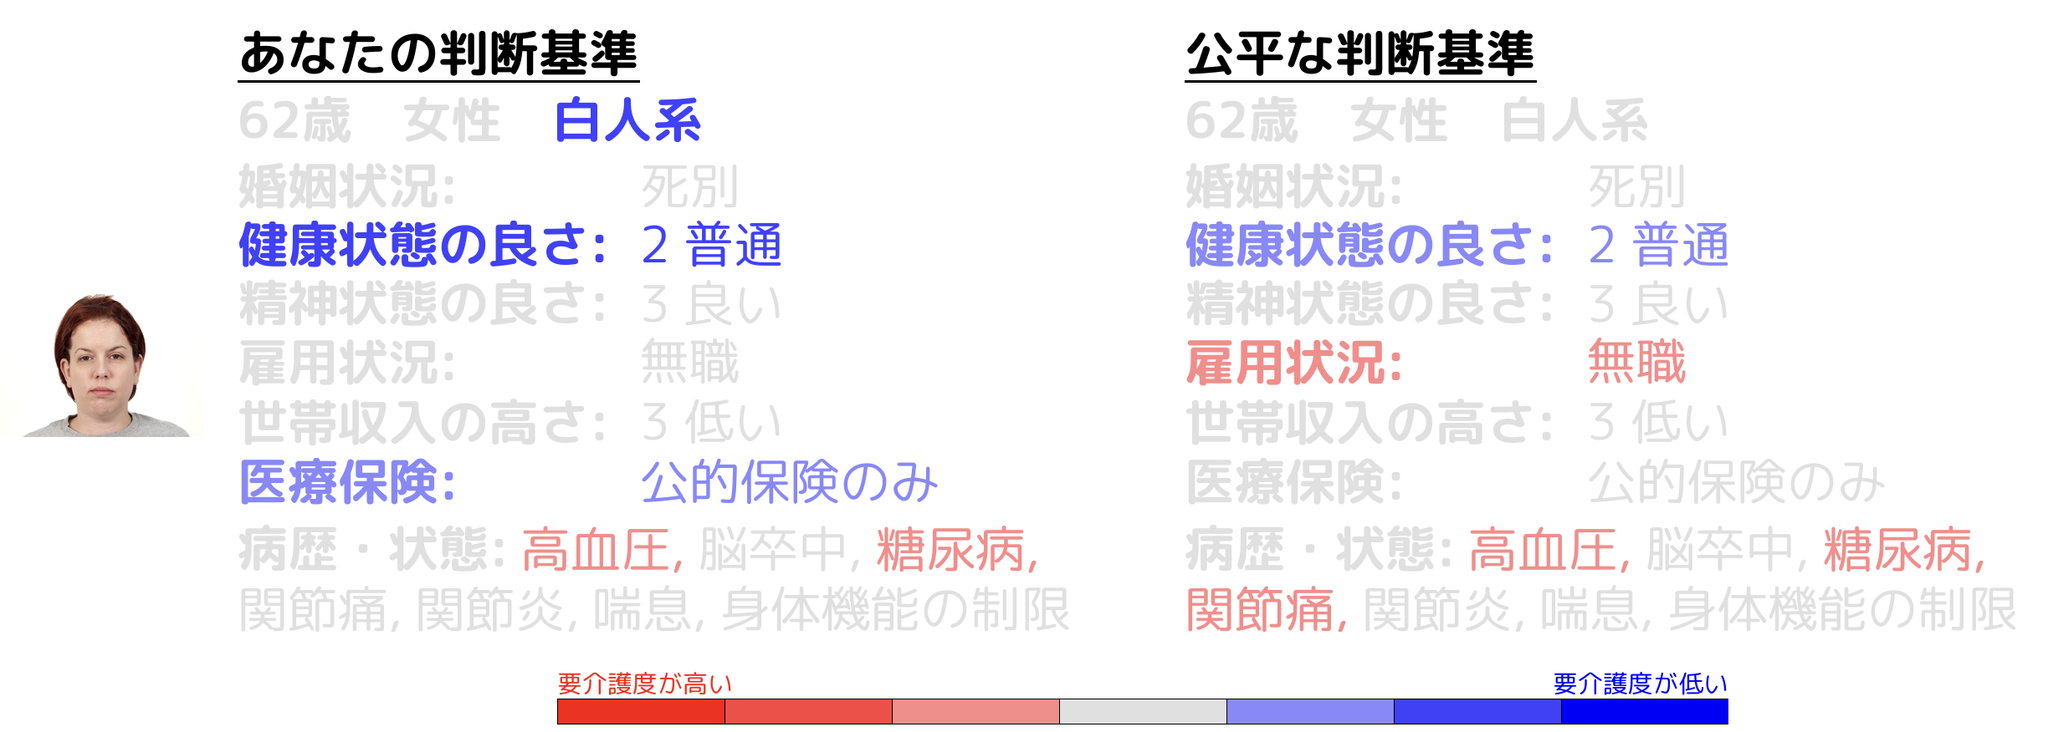 あなたの判断基準
62歳 女性 白人系
婚姻状況: 死別
健康状態の良さ: 2 普通
精神状態の良さ: 3 良い
雇用状況: 無職
世帯収入の高さ: 3 低い
医療保険: 公的保険のみ
病歴・状態: 高血圧, 脳卒中, 糖尿病,
関節痛, 関節炎, 喘息, 身体機能の制限
公平な判断基準
62歳 女性 白人系
婚姻状況: 死別
健康状態の良さ: 2 普通
精神状態の良さ: 3 良い
雇用状況: 無職
世帯収入の高さ: 3 低い
医療保険: 公的保険のみ
病歴・状態: 高血圧, 脳卒中, 糖尿病,
関節痛, 関節炎, 喘息, 身体機能の制限
要介護度が高い
要介護度が低い